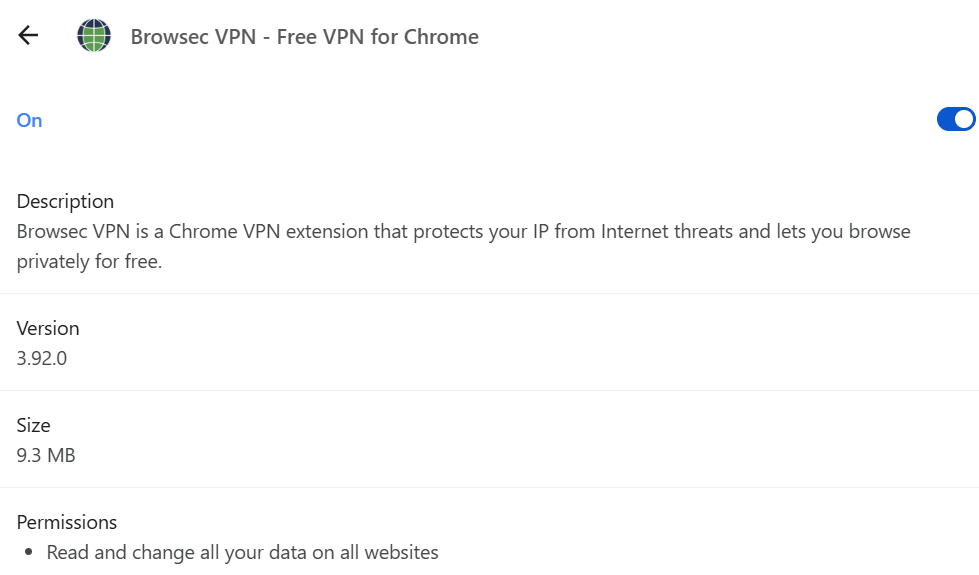 Browsec VPN - Free VPN for Chrome
On
Description
Browsec VPN is a Chrome VPN extension that protects your IP from Internet threats and lets you browse
privately for free.
Version
3.92.0
Size
9.3 MB
Permissions
• Read and change all your data on all websites